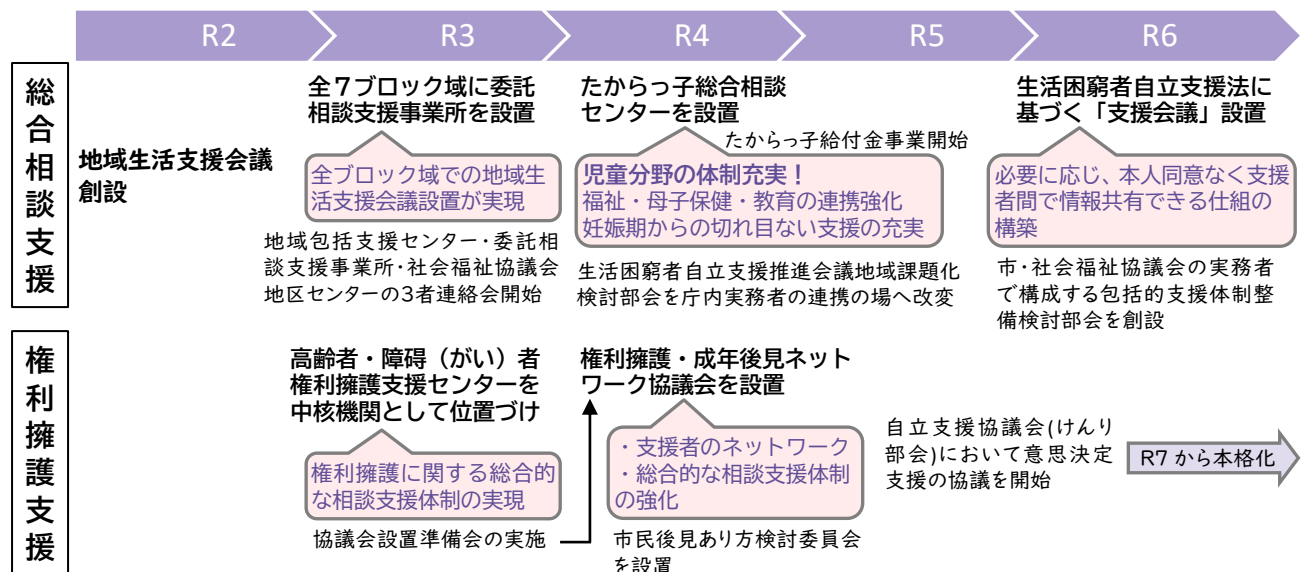 R2
R3
R4
R5
R6
総合相談支援
地域生活支援会議
創設
全7ブロック域に委託
相談支援事業所を設置
全ブロック域での地域生
活支援会議設置が実現
地域包括支援センター・委託相
談支援事業所・社会福祉協議会
地区センターの3者連絡会開始
たからっ子総合相談
センターを設置
たからっ子給付金事業開始
児童分野の体制充実！
福祉・母子保健・教育の連携強化
妊娠期からの切れ目ない支援の充実
生活困窮者自立支援推進会議地域課題化
検討部会を庁内実務者の連携の場へ改変
生活困窮者自立支援法に
基づく「支援会議」設置
必要に応じ、本人同意なく支援
者間で情報共有できる仕組の
構築
市・社会福祉協議会の実務者
で構成する包括的支援体制整
備検討部会を創設
権利擁護支援
高齢者・障碍（がい）者
権利擁護支援センターを
中核機関として位置づけ
権利擁護に関する総合的
な相談支援体制の実現
協議会設置準備会の実施
権利擁護・成年後見ネット
ワーク協議会を設置
・支援者のネットワーク
・総合的な相談支援体制
の強化
市民後見あり方検討委員会
を設置
自立支援協議会(けんり
部会)において意思決定
支援の協議を開始
R7 から本格化